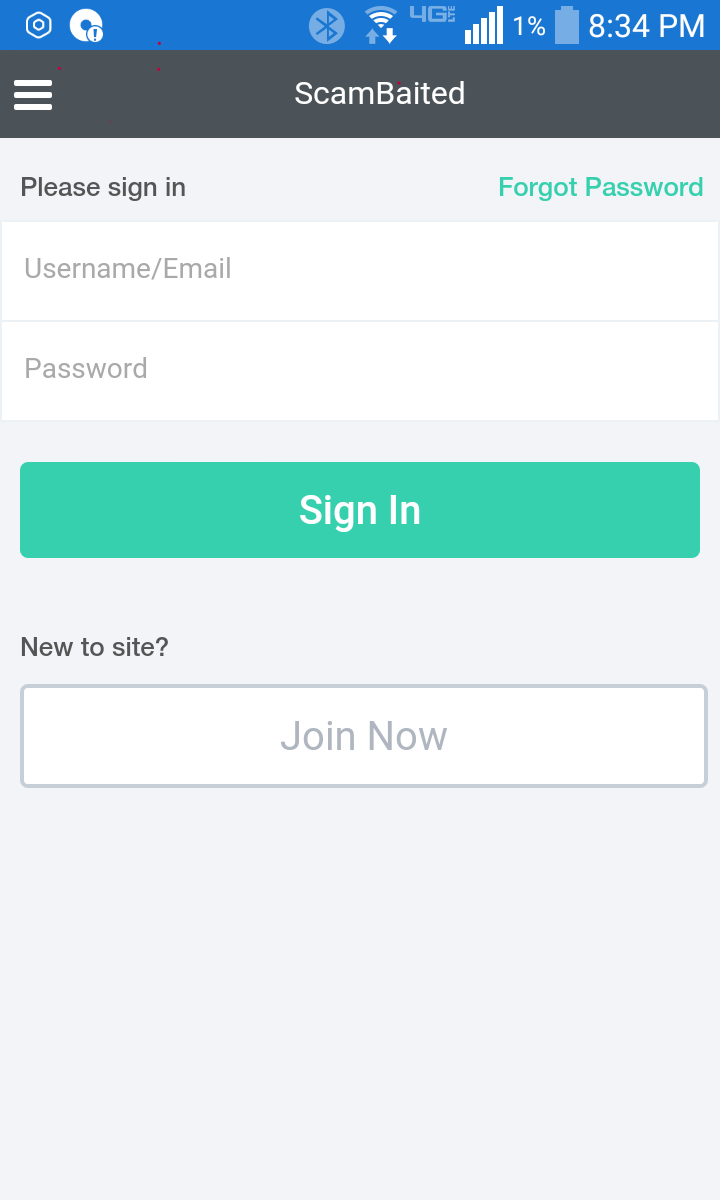 4G LTE 1% 8:34 PM
ScamBaited
Please sign in Forgot Password
Username/Email
Password
Sign In
New to site?
Join Now